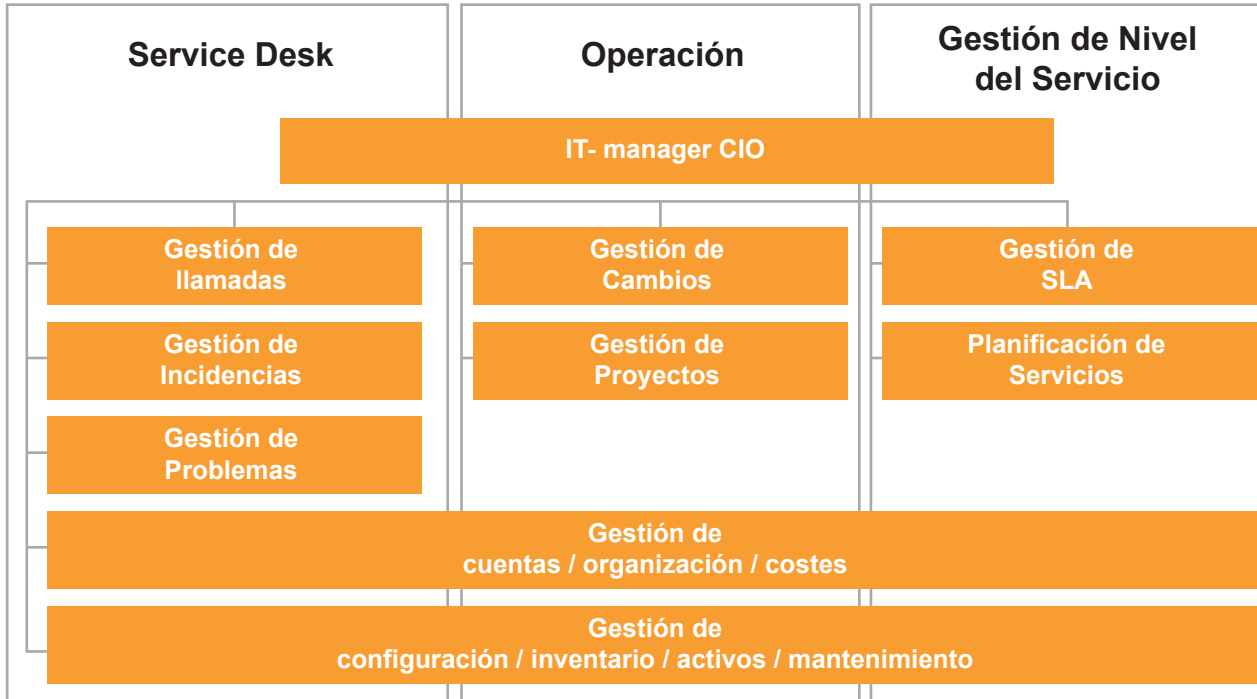 Service Desk
Operación
Gestión de Nivel
del Servicio
IT- manager CIO
Gestión de
llamadas
Gestión de
Cambios
Gestión de
SLA
Gestión de
Incidencias
Gestión de
Proyectos
Planificación de
Servicios
Gestión de
Problemas
Gestión de
cuentas / organización / costes
Gestión de
configuración / inventario / activos / mantenimiento